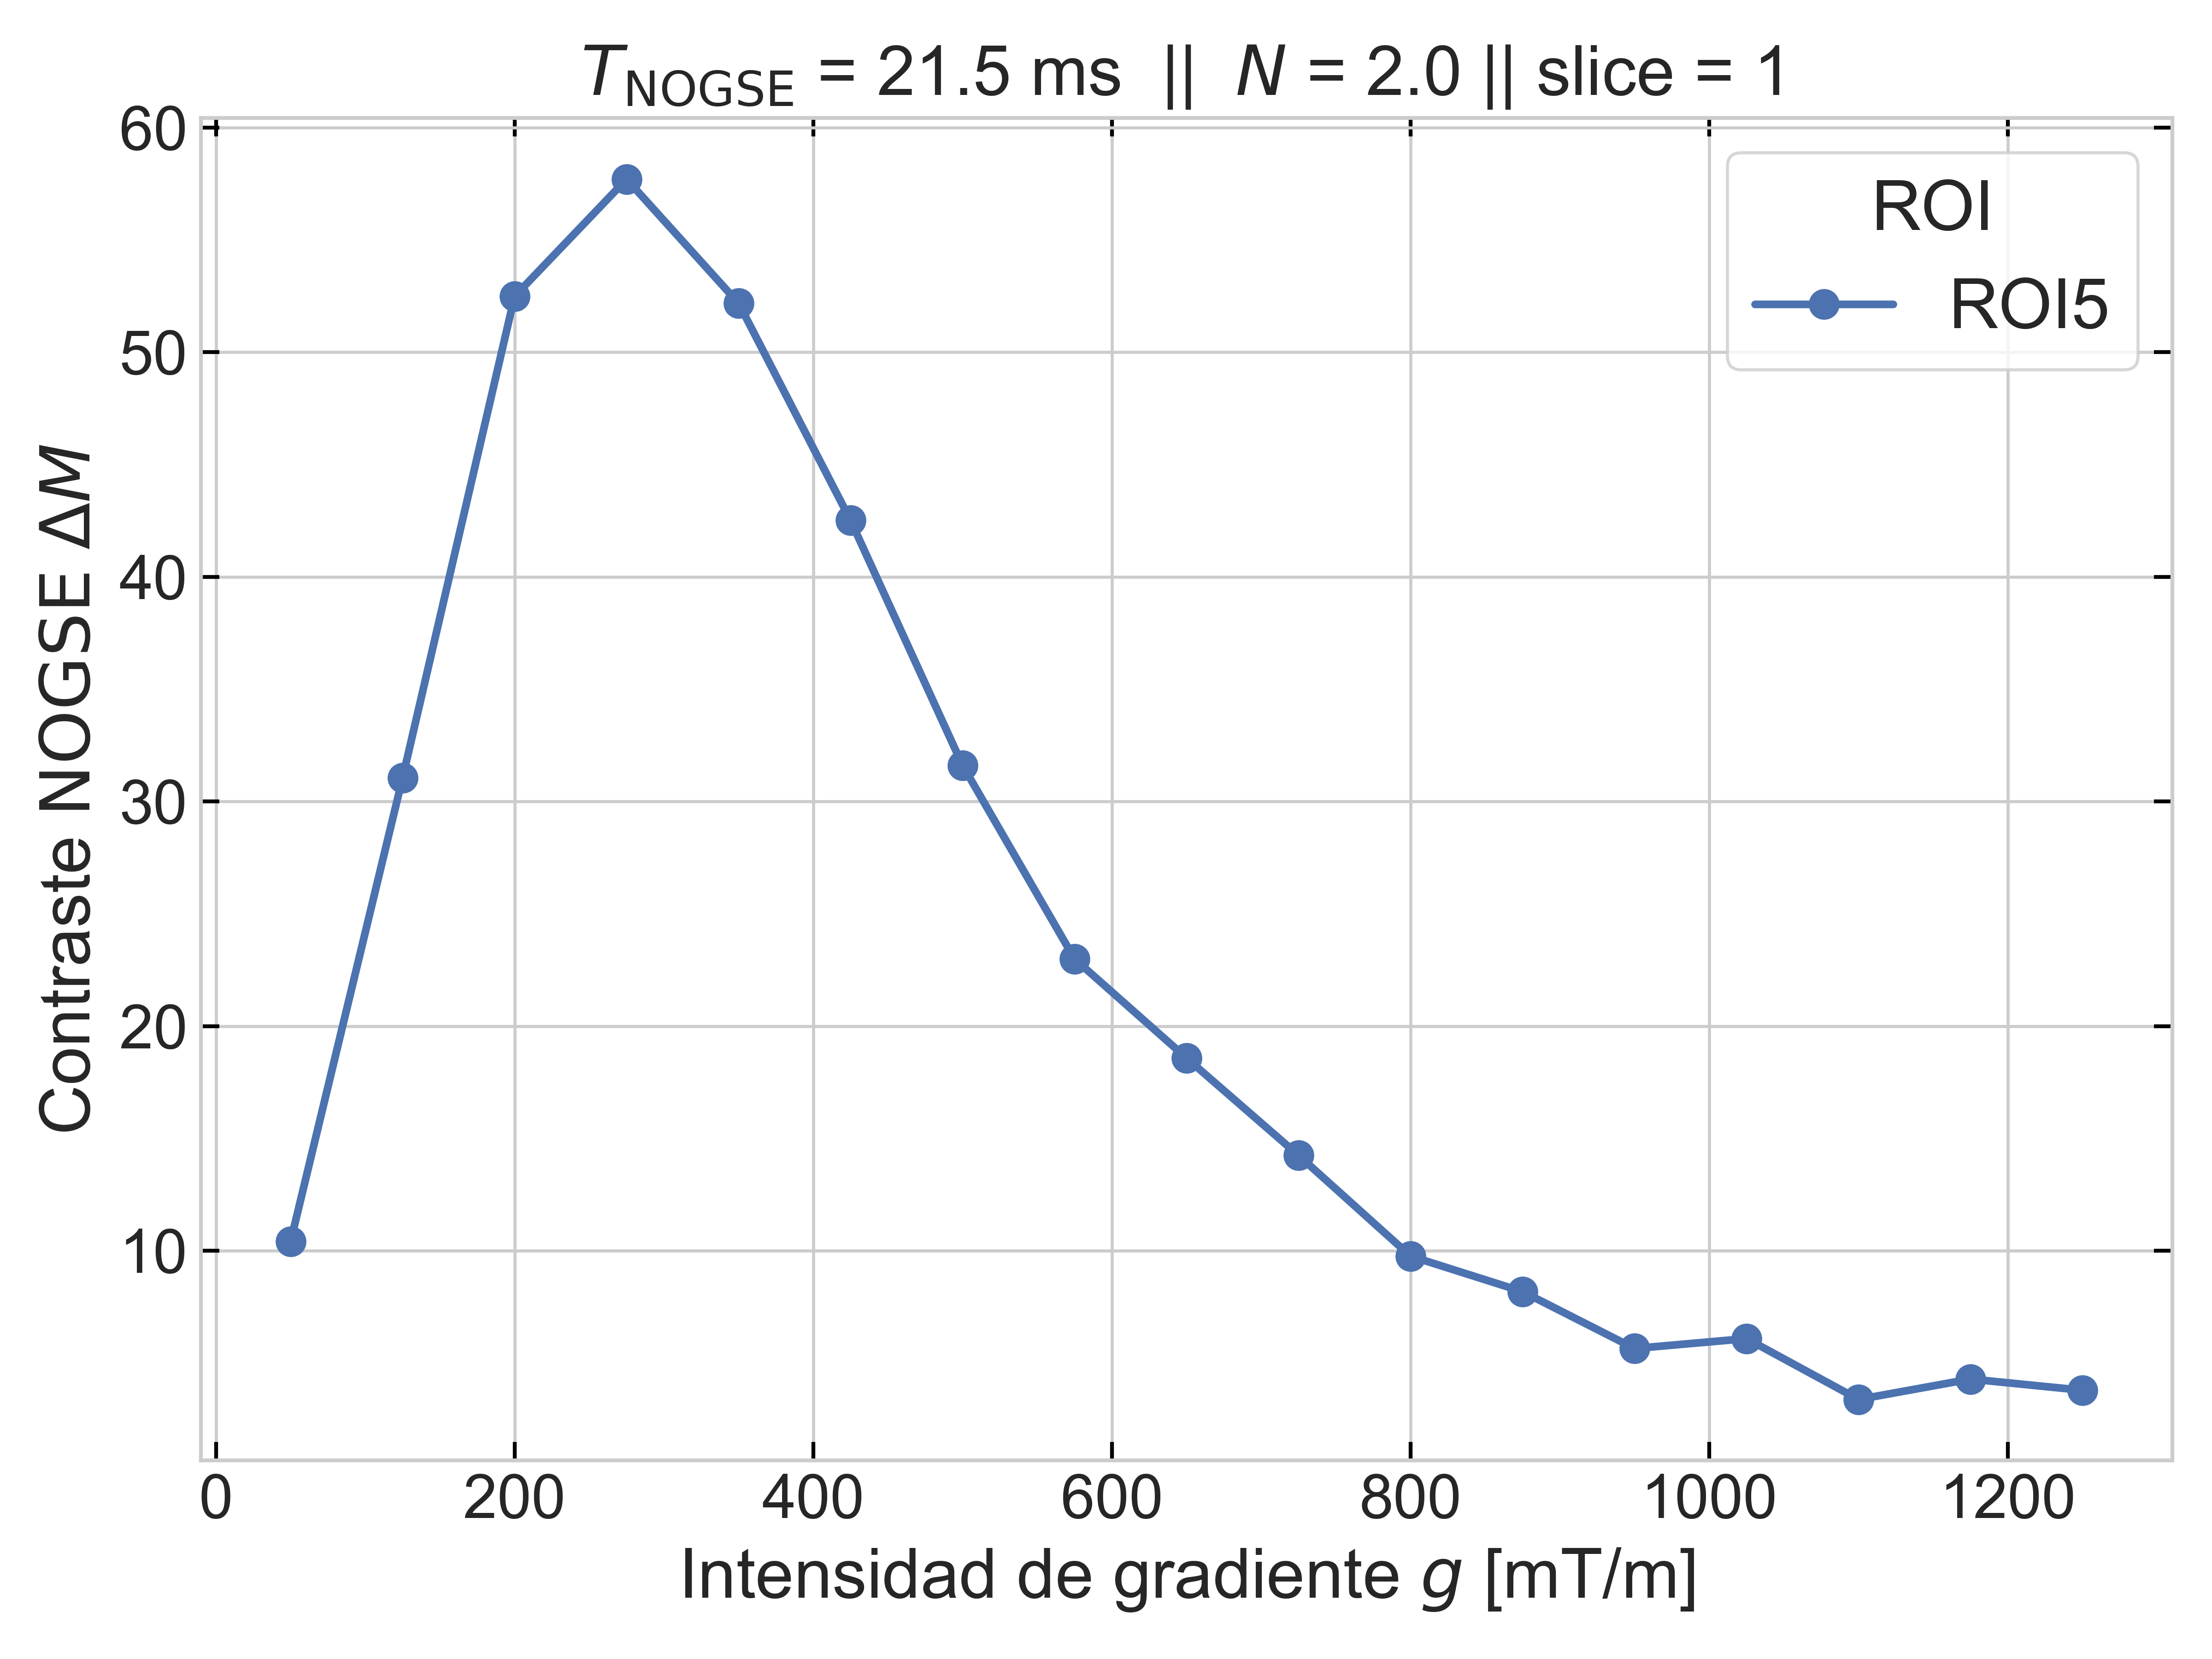 T_NOGSE = 21.5 ms || N = 2.0 || slice = 1
60
50
40
30
20
10
Contraste NOGSE ΔM
ROI
ROI5
0 200 400 600 800 1000 1200
Intensidad de gradiente g [mT/m]